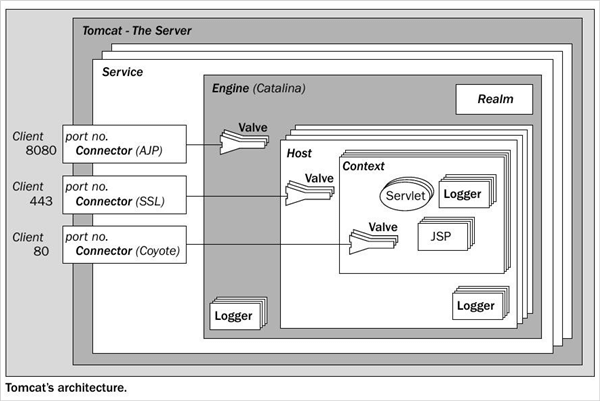 Tomcat - The Server
Service
Engine (Catalina)
Realm
Client
8080
port no.
Connector (AJP)
Valve
Host
Context
Client
443
port no.
Connector (SSL)
Valve
Servlet
Logger
Client
80
port no.
Connector (Coyote)
Valve
JSP
Logger
Logger
Tomcat's architecture.